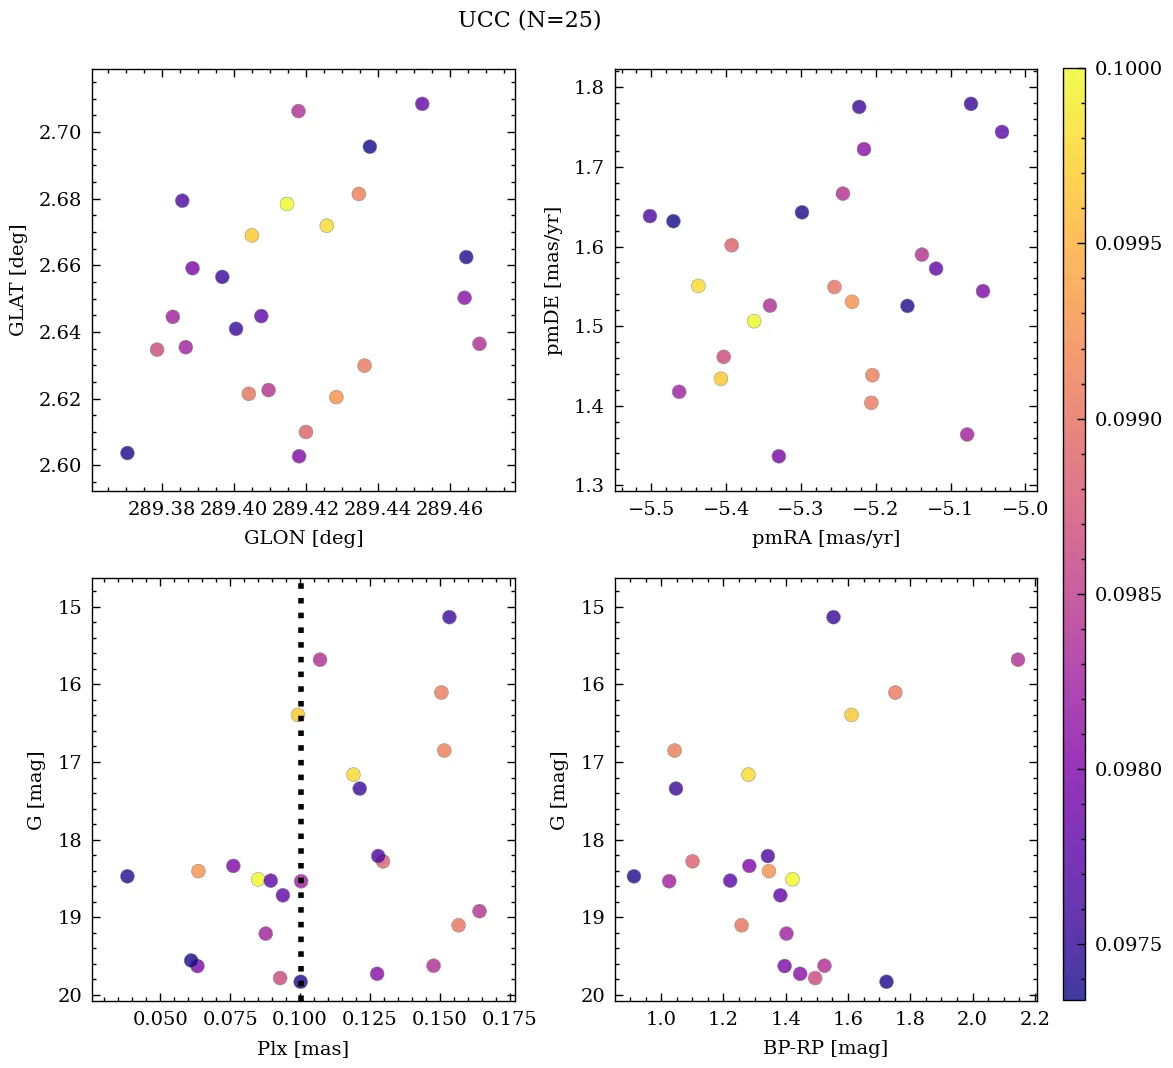 UCC (N=25)
2.70
2.68
2.66
2.64
2.62
2.60
GLAT [deg]
289.38 289.40 289.42 289.44 289.46
GLON [deg]
1.8
1.7
1.6
1.5
1.4
1.3
pmDE [mas/yr]
−5.5 −5.4 −5.3 −5.2 −5.1 −5.0
pmRA [mas/yr]
15
16
17
18
19
20
G [mag]
0.050 0.075 0.100 0.125 0.150 0.175
Plx [mas]
15
16
17
18
19
20
G [mag]
1.0 1.2 1.4 1.6 1.8 2.0 2.2
BP-RP [mag]
0.1000
0.0995
0.0990
0.0985
0.0980
0.0975